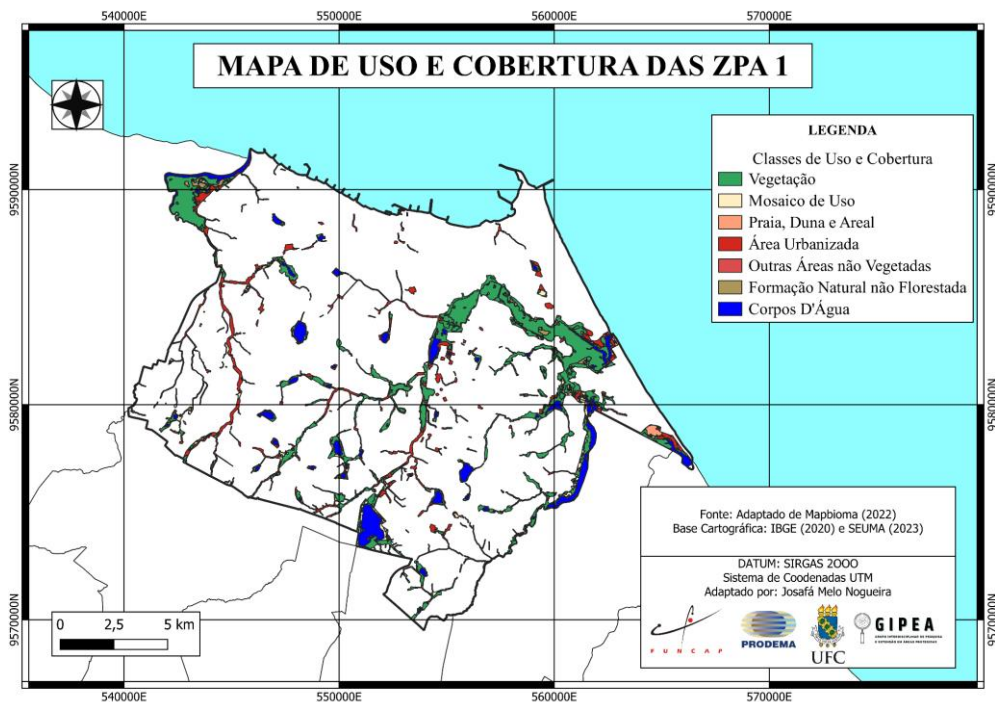 540000E 550000E 560000E 570000E
MAPA DE USO E COBERTURA DAS ZPA 1
LEGENDA
Classes de Uso e Cobertura
Vegetação
Mosaico de Uso
Praia, Duna e Areal
Área Urbanizada
Outras Áreas não Vegetadas
Formação Natural não Florestada
Corpos D'Água
9590000N 9590000N
9580000N 9580000N
9570000N 9570000N
Fonte: Adaptado de Mapbioma (2022)
Base Cartográfica: IBGE (2020) e SEUMA (2023)
DATUM: SIRGAS 2OOO
Sistema de Coodenadas UTM
Adaptado por: Josafá Melo Nogueira
FUNCAP
PRODEMA
UFC
GIPEA
0 2,5 5 km
540000E 550000E 560000E 570000E